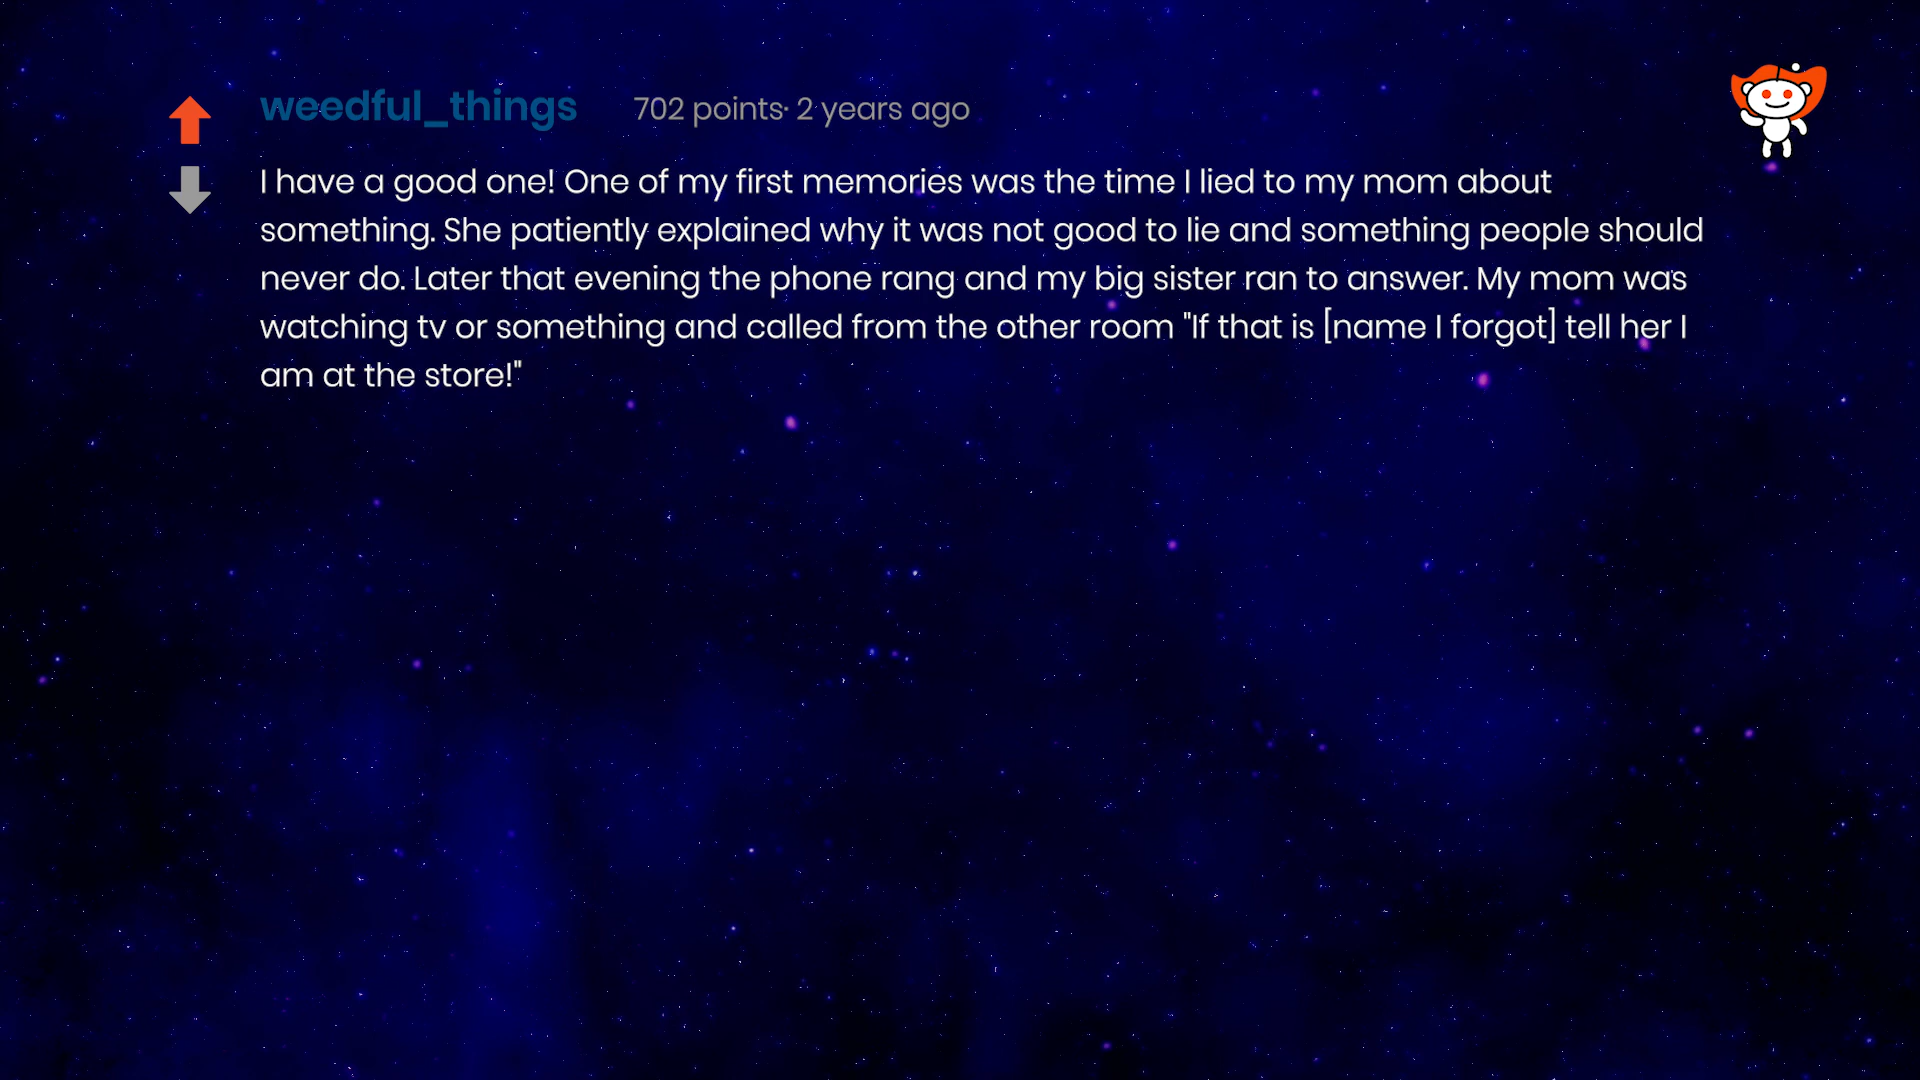 weedful_things 702 points· 2 years ago
I have a good one! One of my first memories was the time I lied to my mom about
something. She patiently explained why it was not good to lie and something people should
never do. Later that evening the phone rang and my big sister ran to answer. My mom was
watching tv or something and called from the other room "If that is [name I forgot] tell her I
am at the store!"